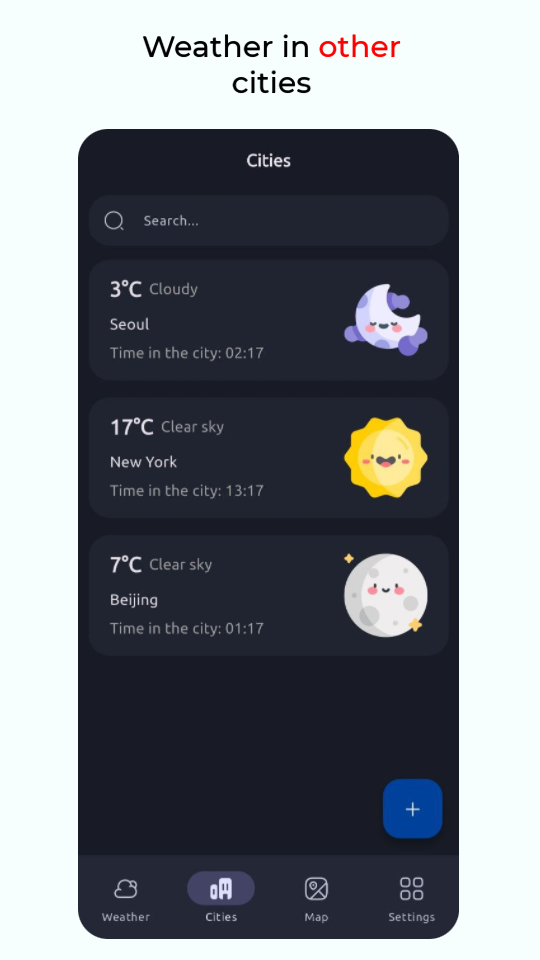 Weather in other
cities
Cities
Search...
3°C Cloudy
Seoul
Time in the city: 02:17
17°C Clear sky
New York
Time in the city: 13:17
7°C Clear sky
Beijing
Time in the city: 01:17
+
Weather Cities Map Settings